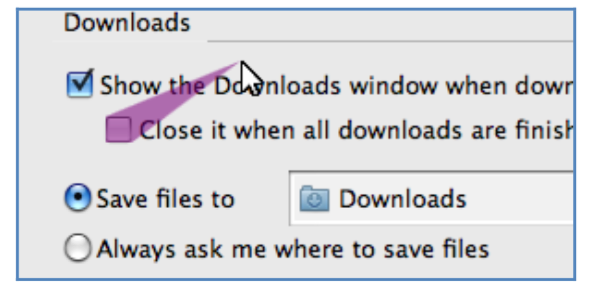 Downloads
Show the Downloads window when down
Close it when all downloads are finish
Save files to
Downloads
Always ask me where to save files